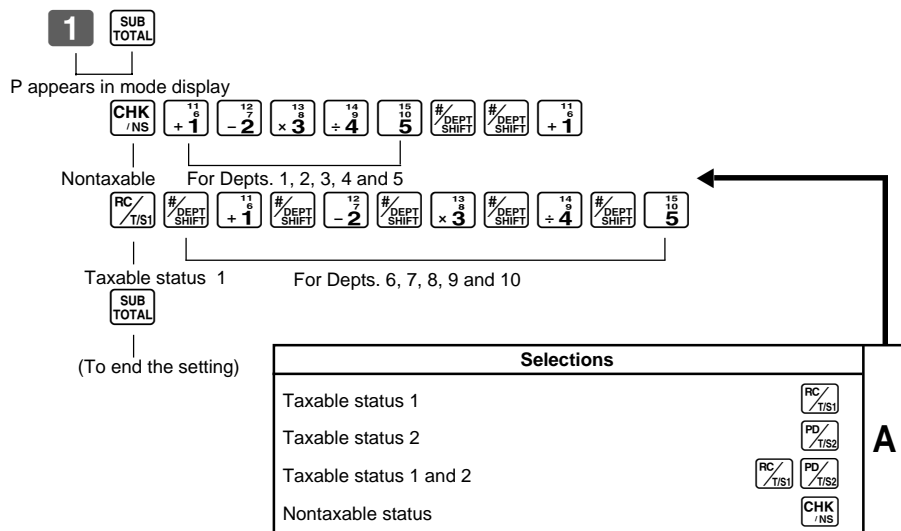 1 SUB TOTAL
P appears in mode display
CHK /NS 11 6 +1 12 7 −2 13 8 ×3 14 9 ÷4 15 10 5 #/DEPT SHIFT #/DEPT SHIFT 11 6 +1
Nontaxable For Depts. 1, 2, 3, 4 and 5
RC/T/S1 #/DEPT SHIFT 11 6 +1 #/DEPT SHIFT 12 7 −2 #/DEPT SHIFT 13 8 ×3 #/DEPT SHIFT 14 9 ÷4 #/DEPT SHIFT 15 10 5
Taxable status 1 For Depts. 6, 7, 8, 9 and 10
SUB TOTAL
(To end the setting)
Selections
Taxable status 1 RC/T/S1
Taxable status 2 PD/T/S2
Taxable status 1 and 2 RC/T/S1 PD/T/S2
Nontaxable status CHK /NS
A